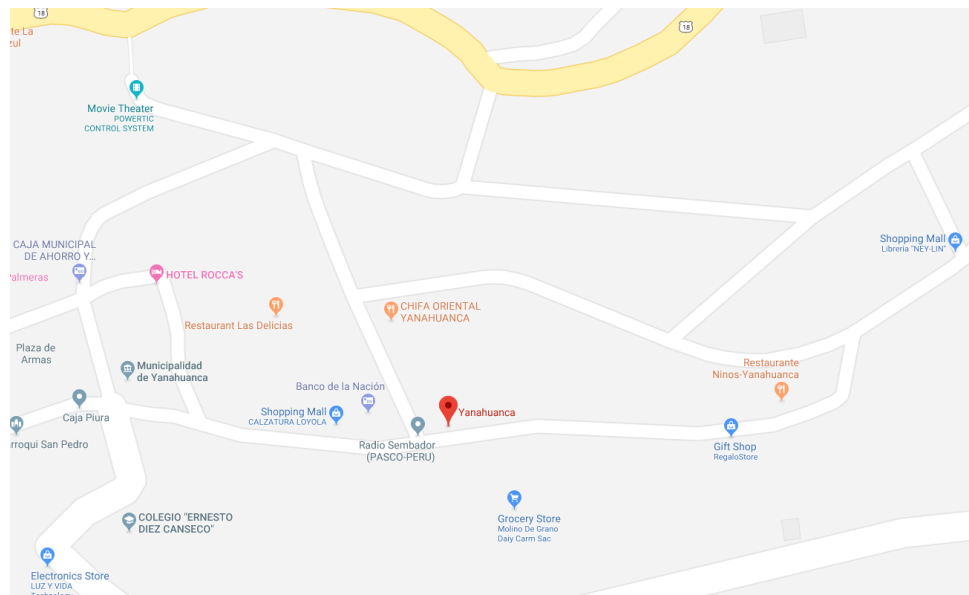 18
18
te La
zul
Movie Theater
POWERTIC
CONTROL SYSTEM
CAJA MUNICIPAL
DE AHORRO Y...
Palmeras
HOTEL ROCCA'S
Shopping Mall
Libreria "NEY-LIN"
CHIFA ORIENTAL
YANAHUANCA
Restaurant Las Delicias
Plaza de
Armas
Municipalidad
de Yanahuanca
Restaurante
Ninos-Yanahuanca
Banco de la Nación
Caja Piura
Shopping Mall
CALZATURA LOYOLA
Yanahuanca
rroqui San Pedro
Radio Sembador
(PASCO-PERU)
Gift Shop
RegaloStore
COLEGIO "ERNESTO
DIEZ CANSECO"
Grocery Store
Molino De Grano
Daiy Carm Sac
Electronics Store
LUZ Y VIDA